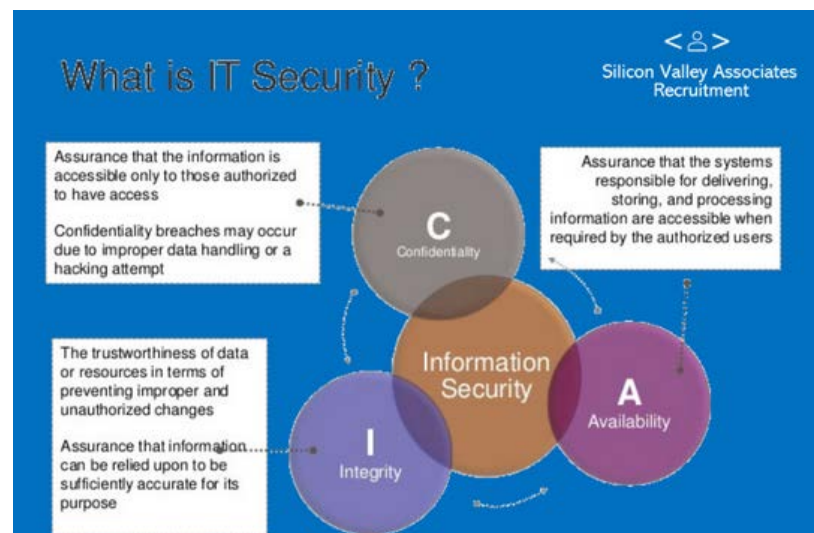 What is IT Security ?
<>
Silicon Valley Associates
Recruitment
Assurance that the information is
accessible only to those authorized
to have access
Confidentiality breaches may occur
due to improper data handling or a
hacking attempt
C
Confidentiality
Assurance that the systems
responsible for delivering,
storing, and processing
information are accessible when
required by the authorized users
The trustworthiness of data
or resources in terms of
preventing improper and
unauthorized changes
Assurance that information
can be relied upon to be
sufficiently accurate for its
purpose
Information
Security
I
Integrity
A
Availability